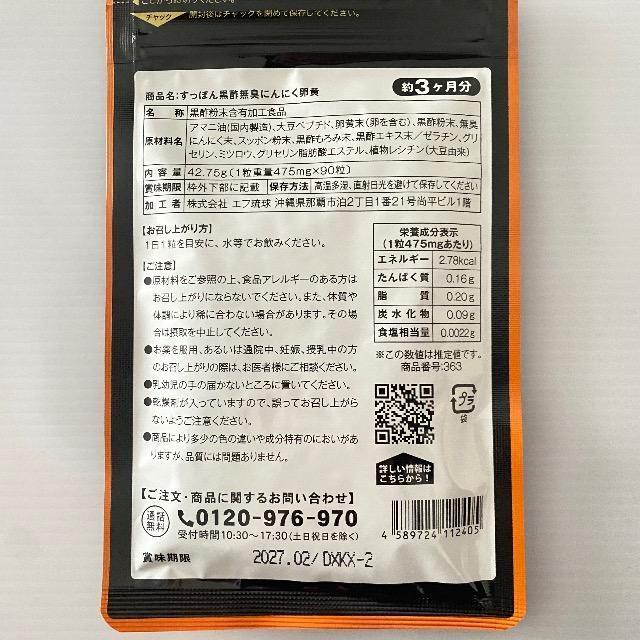 チャック
開封後はチャックを閉めて保存してください。
商品名:すっぽん黒酢無臭にんにく卵黄
約3ヶ月分
名 称 黒酢粉末含有加工食品
原材料名 アマニ油(国内製造)、大豆ペプチド、卵黄末(卵を含む)、黒酢粉末、無臭
にんにく末、スッポン粉末、黒酢もろみ末、黒酢エキス末/ゼラチン、グリ
セリン、ミツロウ、グリセリン脂肪酸エステル、植物レシチン(大豆由来)
内 容 量 42.75g(1粒重量475mg×90粒)
賞味期限 枠外下部に記載 保存方法 高温多湿、直射日光を避けて保存してください
加 工 者 株式会社 エフ琉球 沖縄県那覇市泊2丁目1番21号尚平ビル1階
【お召し上がり方】
1日1粒を目安に、水等でお飲みください。
【ご注意】
●原材料をご参照の上、食品アレルギーのある方は
お召し上がりにならないでください。また、体質や
体調により稀に合わない場合があります。その場
合は摂取を中止してください。
●お薬を服用、あるいは通院中、妊娠、授乳中の方
のお召し上がりの際は、お医者様にご相談ください。
●乳幼児の手の届かないところに置いてください。
●乾燥剤が入っていますので、誤ってお召し上がら
ないようご注意ください。
●商品により多少の色の違いや成分特有のにおいがあ
りますが、品質には問題ありません。
栄養成分表示
(1粒475mgあたり)
エネルギー 2.78kcal
たんぱく質 0.16g
脂 質 0.20g
炭水化物 0.09g
食塩相当量 0.0022g
※この数値は推定値です。
商品番号:363
プラ
袋
詳しい情報は
こちらから!
【ご注文・商品に関するお問い合わせ】
通話
無料
0120-976-970
受付時間10:30〜17:30(土日祝日を除く)
4 589724 112405
賞味期限 2027.02/DXKX-2